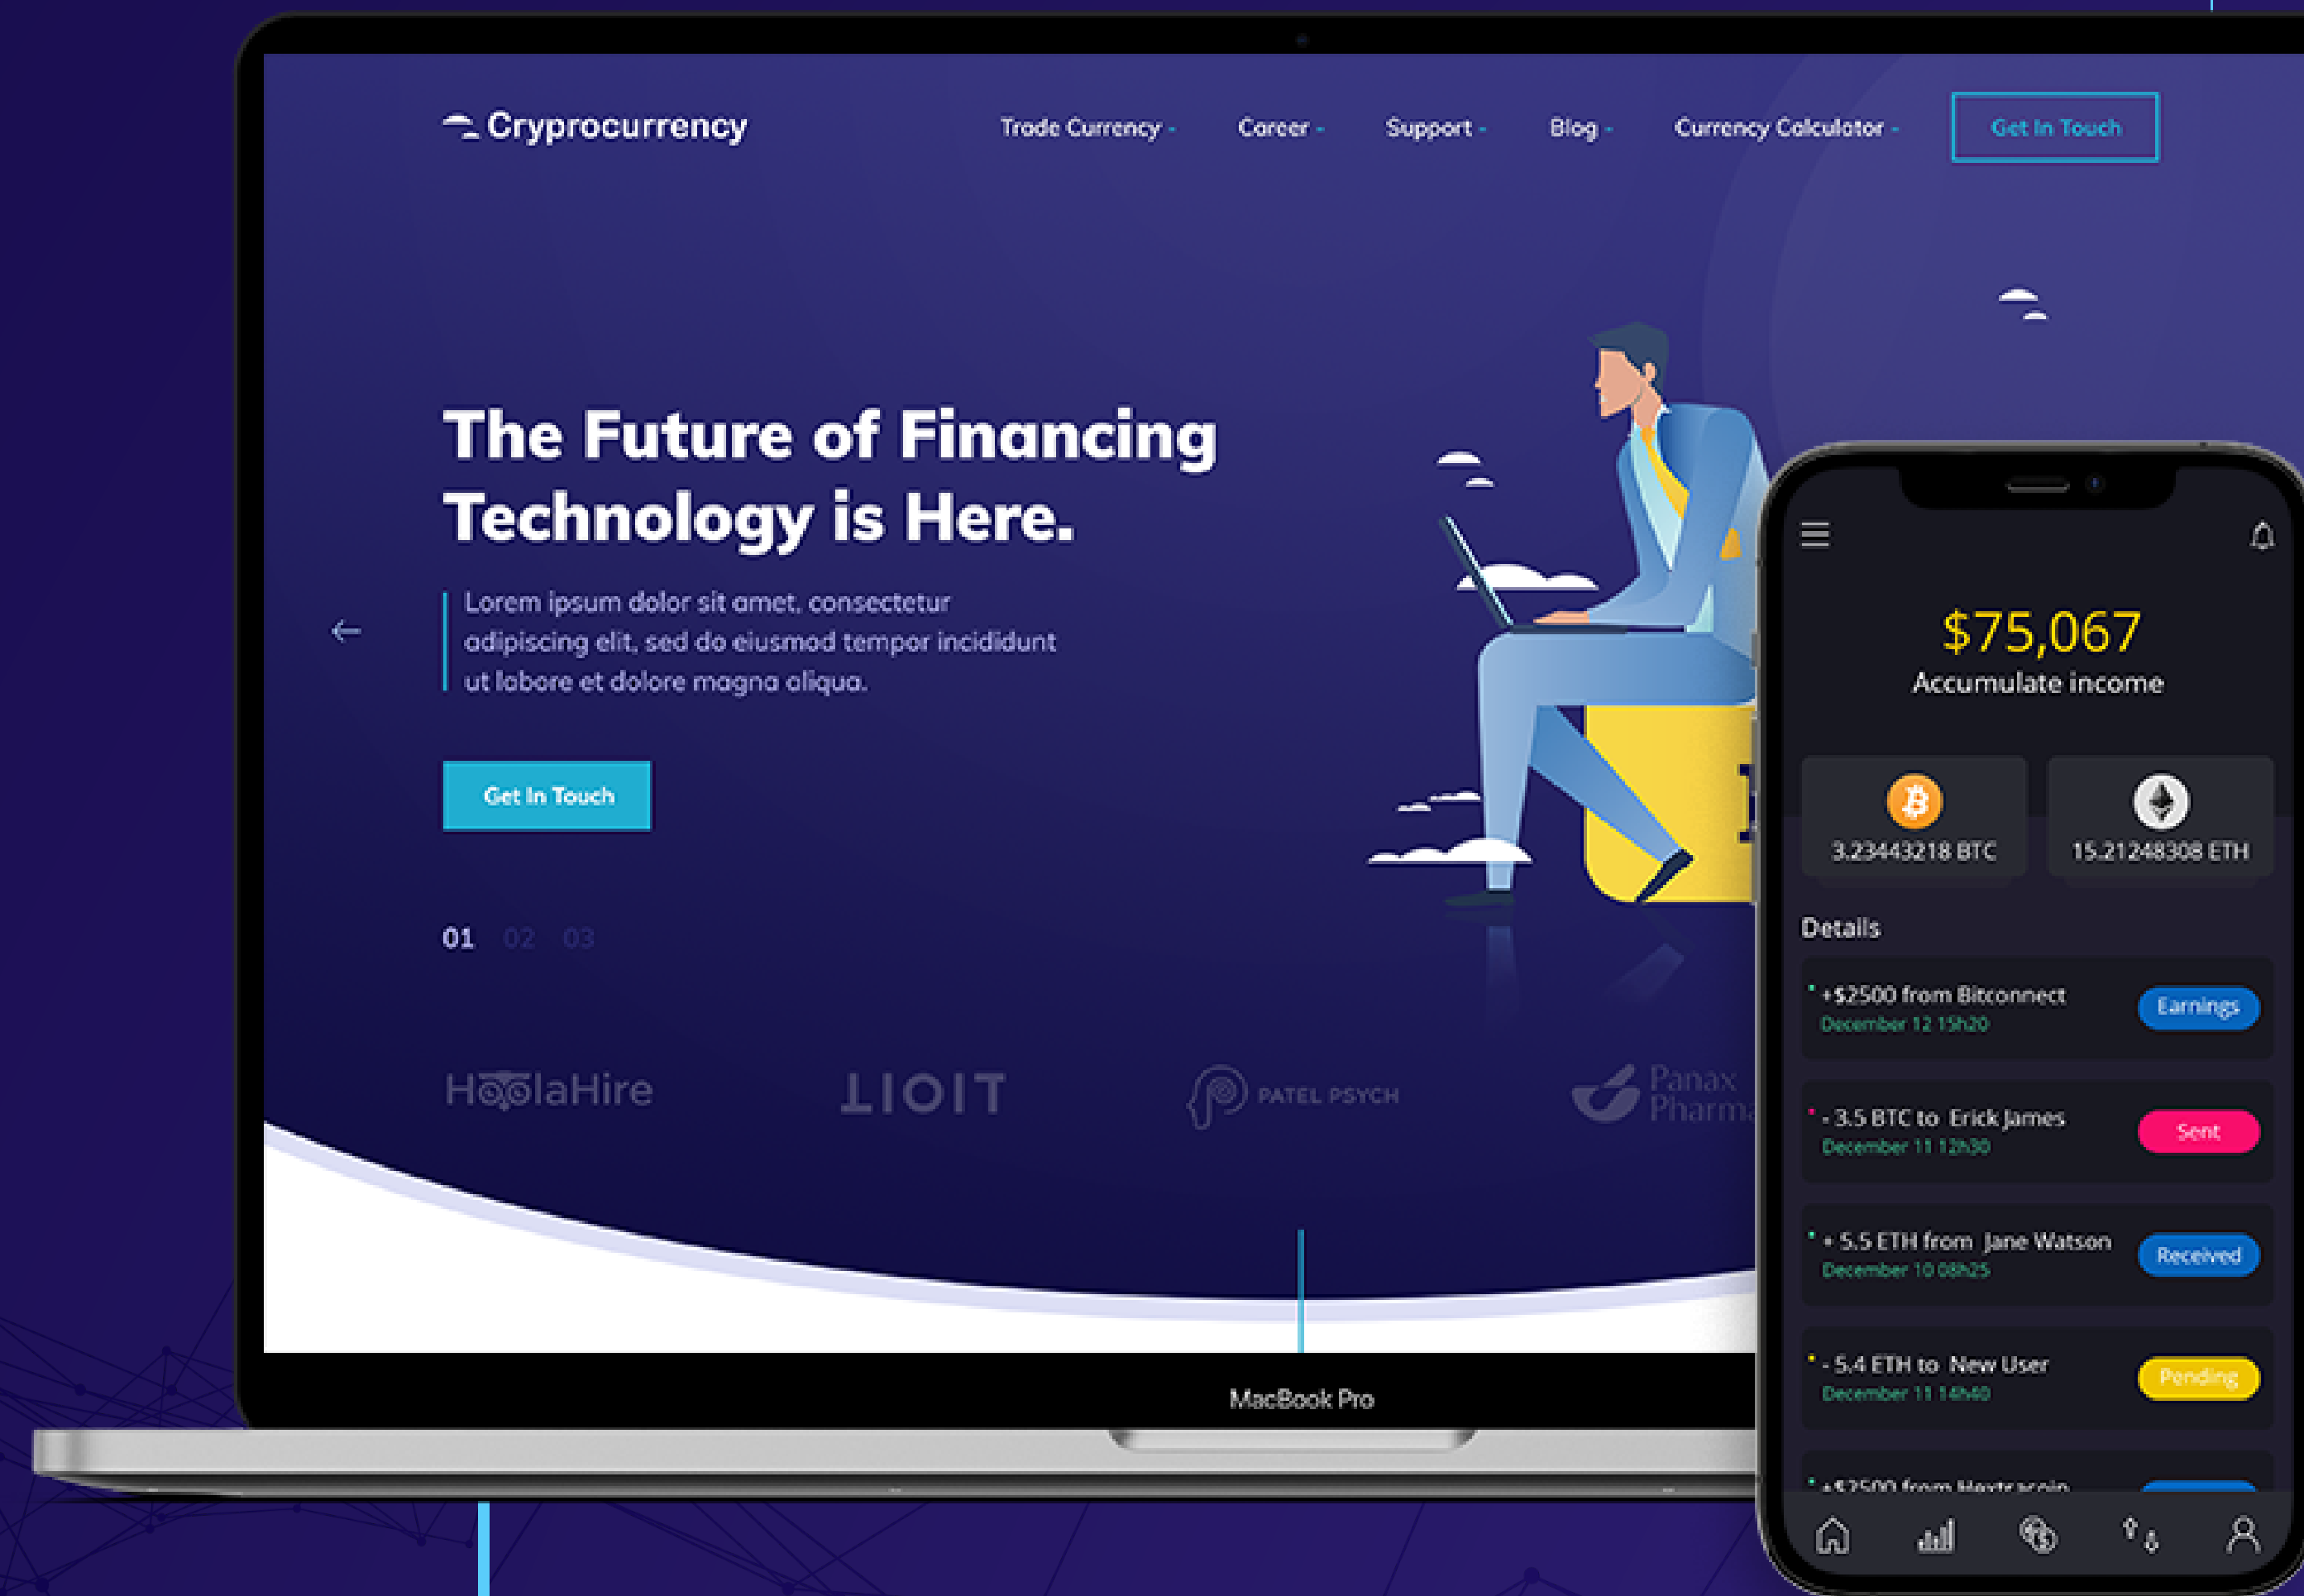 Cryprocurrency
Trade Currency -
Career -
Support -
Blog -
Currency Calculator -
Get In Touch
The Future of Financing
Technology is Here.
Lorem ipsum dolor sit amet, consectetur
adipiscing elit, sed do eiusmod tempor incididunt
ut labore et dolore magna aliqua.
Get In Touch
01 02 03
HoolaHire
LIOIT
PATEL PSYCH
Panax
Pharma
MacBook Pro
$75,067
Accumulate income
3.23443218 BTC
15.21248308 ETH
Details
+$2500 from Bitconnect
December 12 15h20
Earnings
- 3.5 BTC to Erick James
December 11 12h30
Sent
+ 5.5 ETH from Jane Watson
December 10 08h25
Received
- 5.4 ETH to New User
December 11 14h40
Pending
+$2500 from